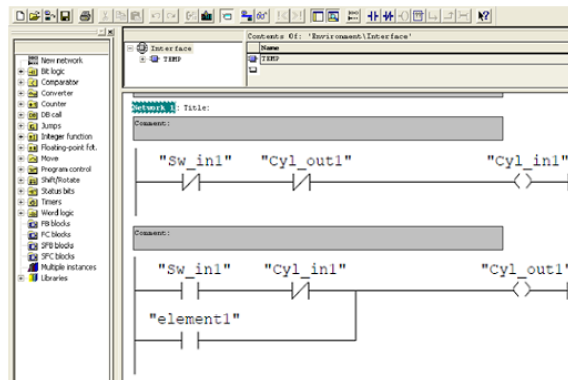 Contents Of: 'Environment\Interface'
Interface
TEMP
Name
TEMP
New network
Bit logic
Comparator
Converter
Counter
DB call
Jumps
Integer function
Floating-point fct.
Move
Program control
Shift/Rotate
Status bits
Timers
Word logic
FB blocks
FC blocks
SFB blocks
SFC blocks
Multiple instances
Libraries
Network 1: Title:
Comment:
"Sw_in1" "Cyl_out1" "Cyl_in1"
Comment:
"Sw_in1" "Cyl_in1" "Cyl_out1"
"element1"